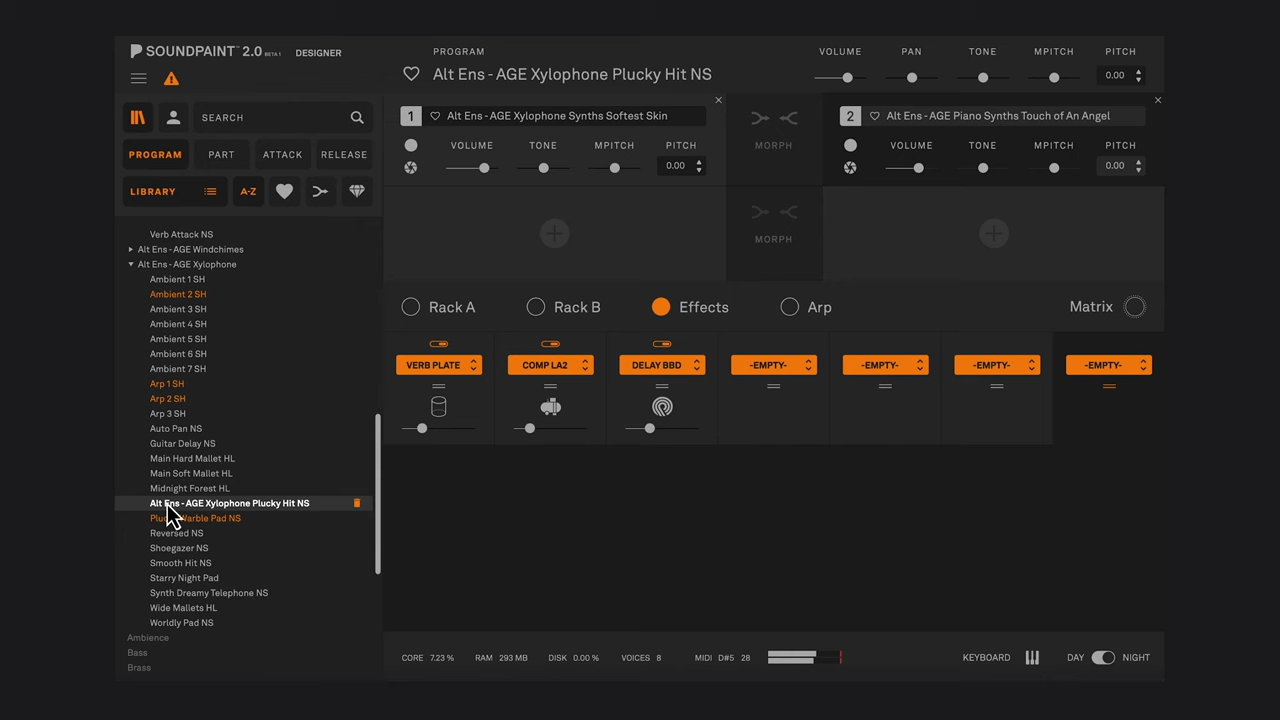 SOUNDPAINT™ 2.0 BETA 1 DESIGNER
PROGRAM
Alt Ens - AGE Xylophone Plucky Hit NS
VOLUME PAN TONE MPITCH PITCH
0.00
SEARCH
PROGRAM PART ATTACK RELEASE
LIBRARY A-Z
1 Alt Ens - AGE Xylophone Synths Softest Skin
VOLUME TONE MPITCH PITCH
0.00
MORPH
2 Alt Ens - AGE Piano Synths Touch of An Angel
VOLUME TONE MPITCH PITCH
0.00
MORPH
Verb Attack NS
Alt Ens - AGE Windchimes
Alt Ens - AGE Xylophone
Ambient 1 SH
Ambient 2 SH
Ambient 3 SH
Ambient 4 SH
Ambient 5 SH
Ambient 6 SH
Ambient 7 SH
Arp 1 SH
Arp 2 SH
Arp 3 SH
Auto Pan NS
Guitar Delay NS
Main Hard Mallet HL
Main Soft Mallet HL
Midnight Forest HL
Alt Ens - AGE Xylophone Plucky Hit NS
Warble Pad NS
Reversed NS
Shoegazer NS
Smooth Hit NS
Starry Night Pad
Synth Dreamy Telephone NS
Wide Mallets HL
Worldly Pad NS
Ambience
Bass
Brass
Rack A Rack B Effects Arp Matrix
VERB PLATE COMP LA2 DELAY BBD -EMPTY- -EMPTY- -EMPTY- -EMPTY-
CORE 7.23 % RAM 293 MB DISK 0.00 % VOICES 8 MIDI D#5 28 KEYBOARD DAY NIGHT